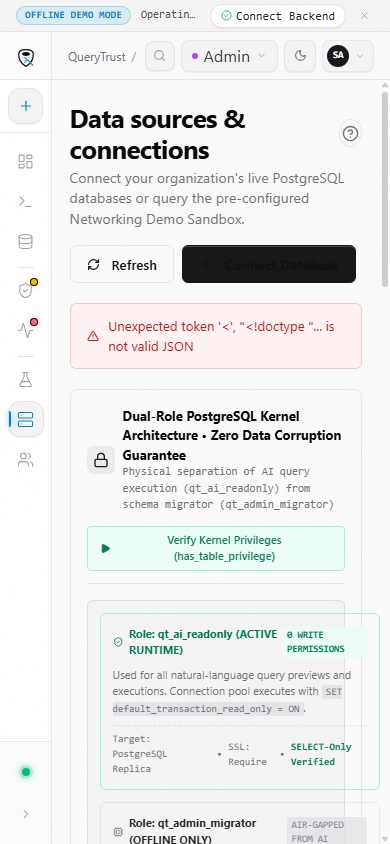 OFFLINE DEMO MODE Operatin… Connect Backend
QueryTrust / Admin SA
Data sources &
connections
Connect your organization's live PostgreSQL
databases or query the pre-configured
Networking Demo Sandbox.
Refresh Connect Database
Unexpected token '<', "<!doctype "... is
not valid JSON
Dual-Role PostgreSQL Kernel
Architecture • Zero Data Corruption
Guarantee
Physical separation of AI query
execution (qt_ai_readonly) from
schema migrator (qt_admin_migrator)
Verify Kernel Privileges
(has_table_privilege)
Role: qt_ai_readonly (ACTIVE
RUNTIME)
0 WRITE
PERMISSIONS
Used for all natural-language query previews and
executions. Connection pool executes with SET
default_transaction_read_only = ON.
Target:
PostgreSQL
Replica
• SSL:
Require
• SELECT-Only
Verified
Role: qt_admin_migrator
(OFFLINE ONLY)
AIR-GAPPED
FROM AI